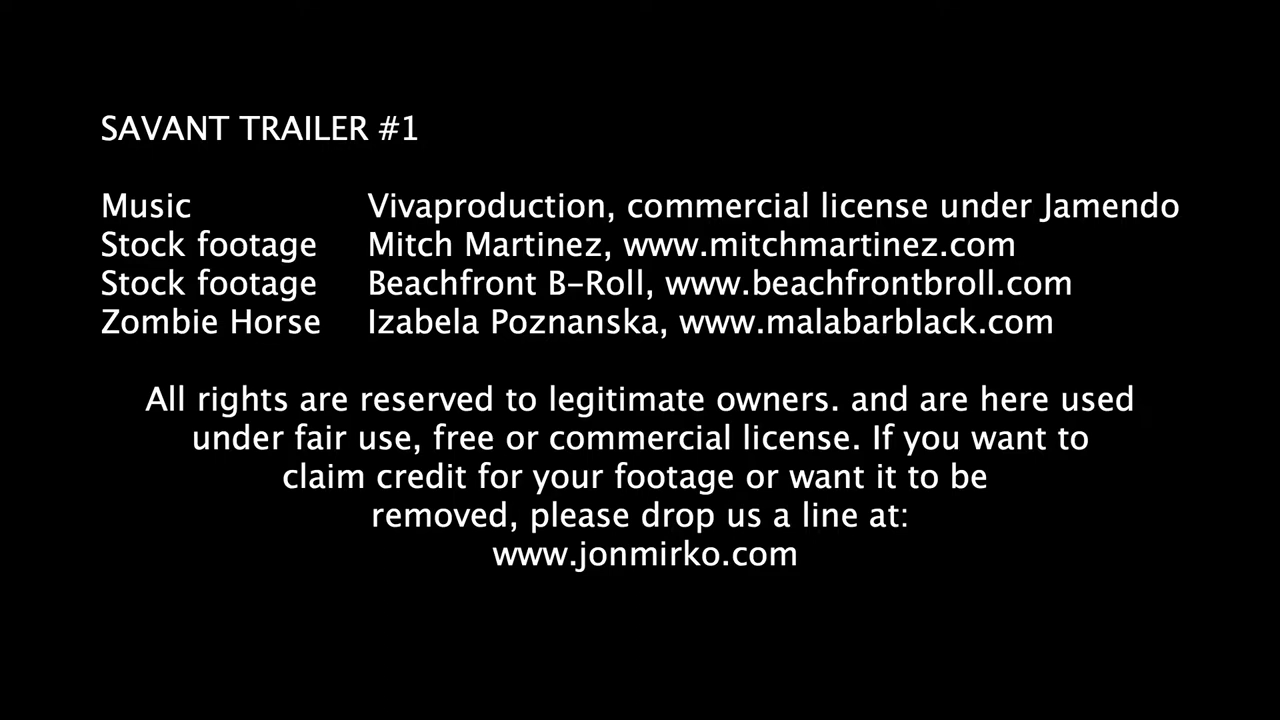 SAVANT TRAILER #1
Music Vivaproduction, commercial license under Jamendo
Stock footage Mitch Martinez, www.mitchmartinez.com
Stock footage Beachfront B-Roll, www.beachfrontbroll.com
Zombie Horse Izabela Poznanska, www.malabarblack.com
All rights are reserved to legitimate owners. and are here used
under fair use, free or commercial license. If you want to
claim credit for your footage or want it to be
removed, please drop us a line at:
www.jonmirko.com